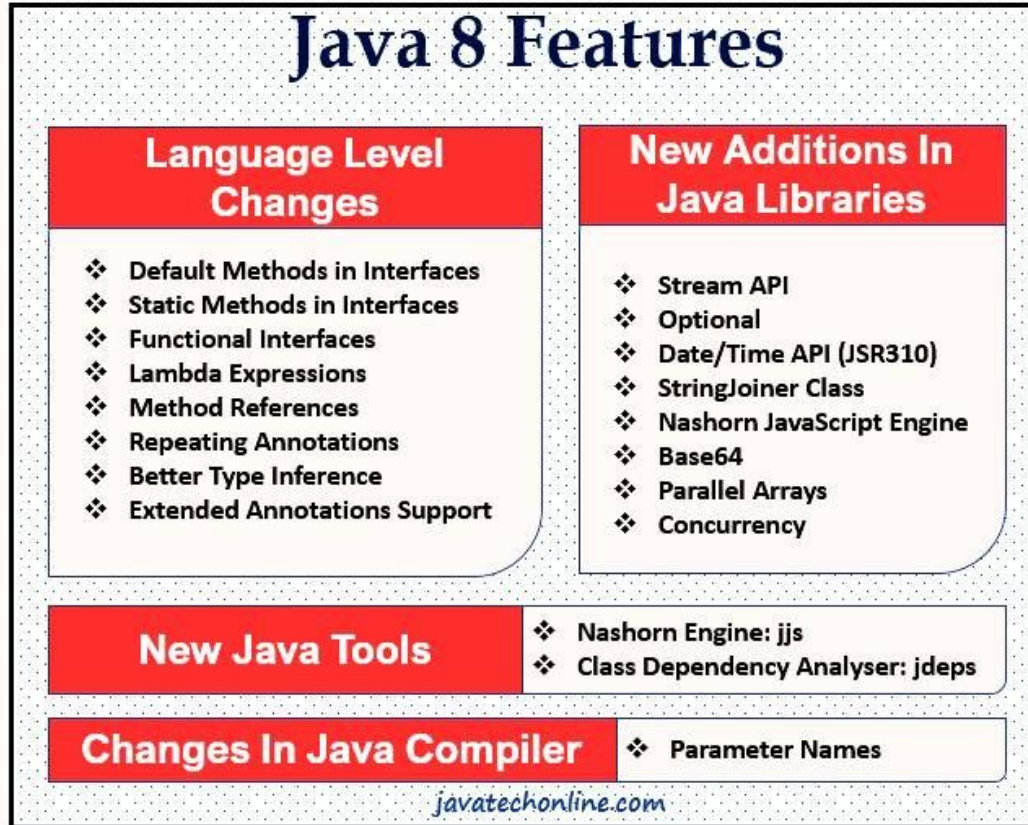 Java 8 Features
Language Level
Changes
Default Methods in Interfaces
Static Methods in Interfaces
Functional Interfaces
Lambda Expressions
Method References
Repeating Annotations
Better Type Inference
Extended Annotations Support
New Additions In
Java Libraries
Stream API
Optional
Date/Time API (JSR310)
StringJoiner Class
Nashorn JavaScript Engine
Base64
Parallel Arrays
Concurrency
New Java Tools
Nashorn Engine: jjs
Class Dependency Analyser: jdeps
Changes In Java Compiler
Parameter Names
javatechonline.com